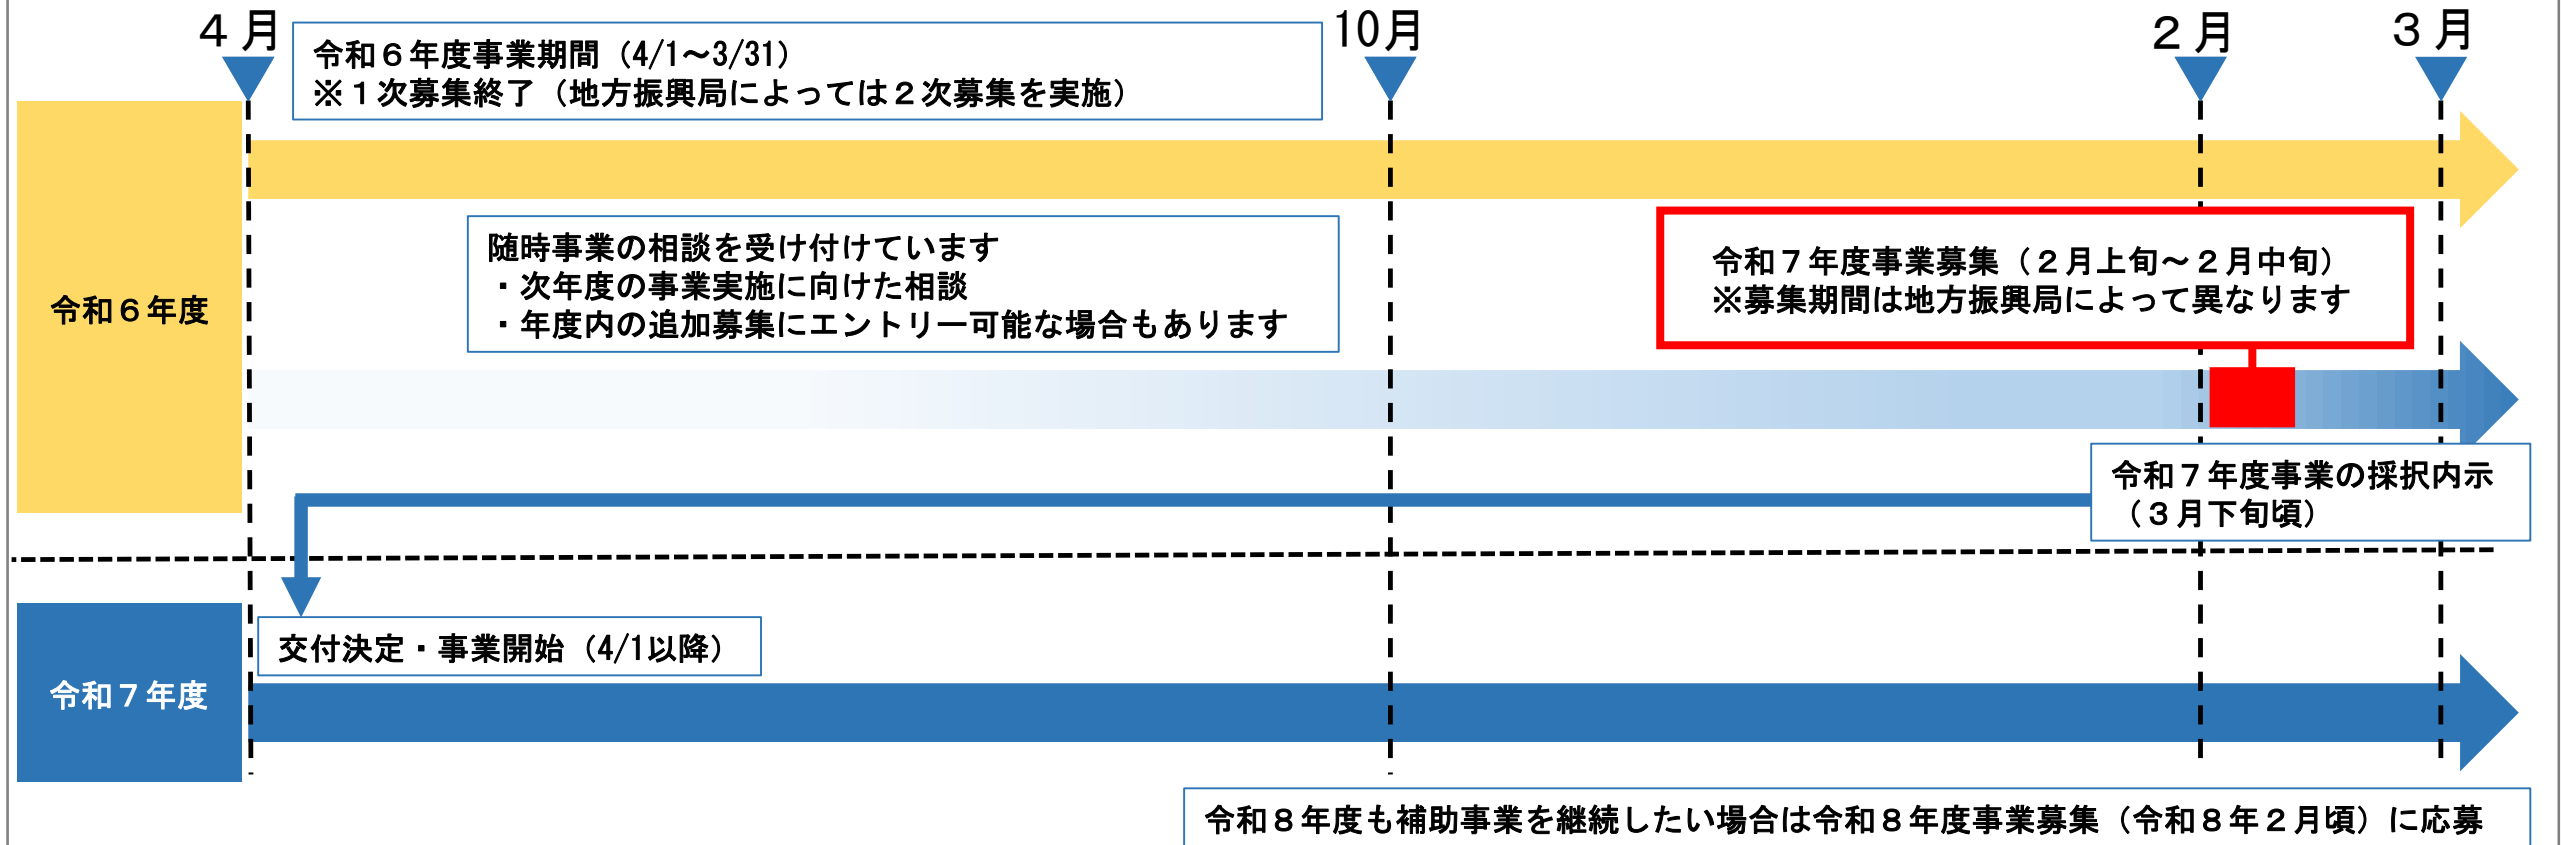 ４月
10月
２月
３月
令和６年度事業期間（4/1～3/31）
※１次募集終了（地方振興局によっては２次募集を実施）
随時事業の相談を受け付けています
・次年度の事業実施に向けた相談
・年度内の追加募集にエントリー可能な場合もあります
令和７年度事業募集（２月上旬～２月中旬）
※募集期間は地方振興局によって異なります
令和６年度
令和７年度事業の採択内示
（３月下旬頃）
交付決定・事業開始（4/1以降）
令和７年度
令和８年度も補助事業を継続したい場合は令和８年度事業募集（令和８年２月頃）に応募